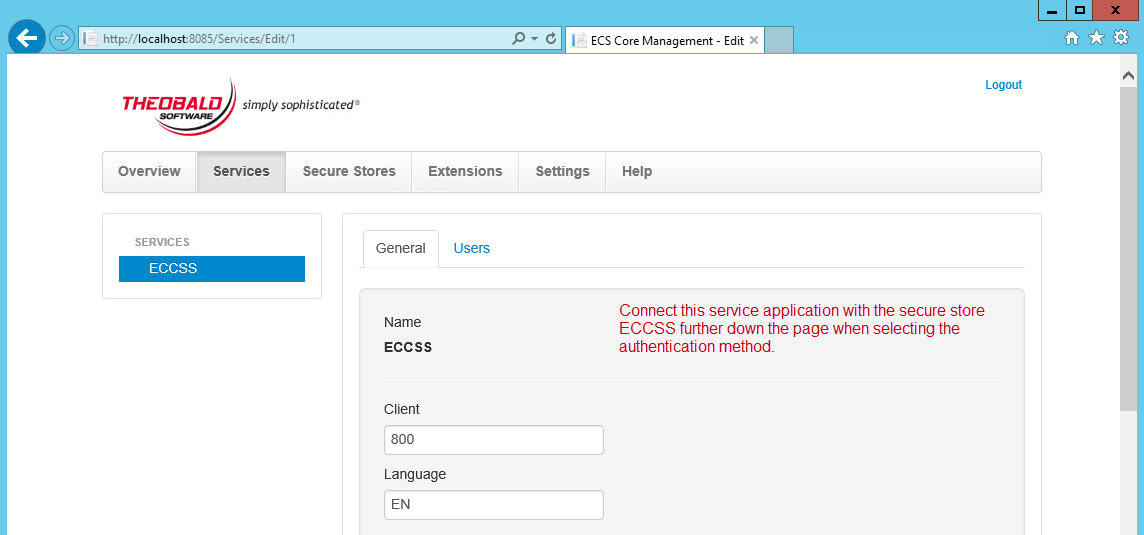 http://localhost:8085/Services/Edit/1
ECS Core Management - Edit
Logout
THEOBALD
SOFTWARE
simply sophisticated®
Overview Services Secure Stores Extensions Settings Help
SERVICES
ECCSS
General Users
Name
ECCSS
Connect this service application with the secure store
ECCSS further down the page when selecting the
authentication method.
Client
800
Language
EN